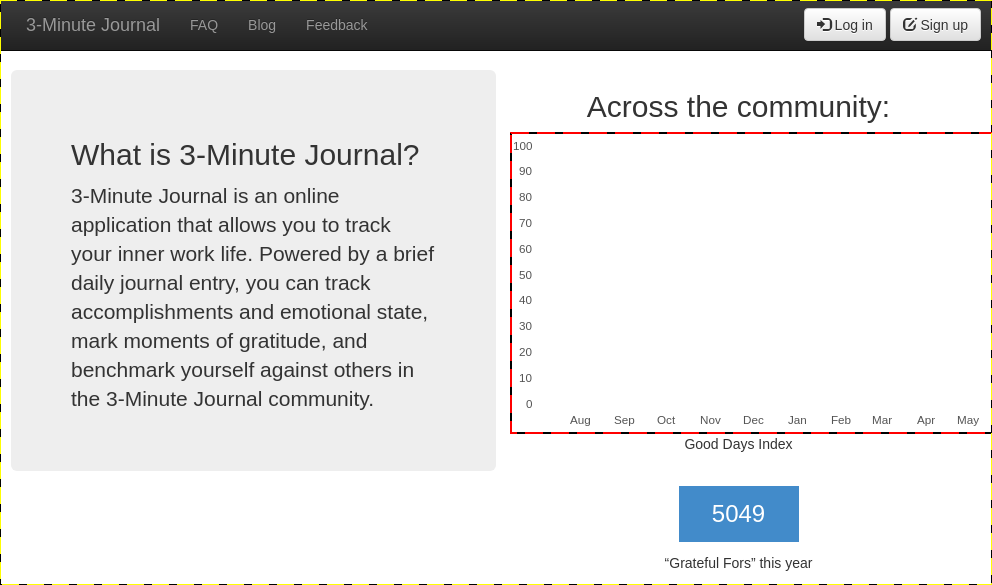 3-Minute Journal FAQ Blog Feedback Log in Sign up
What is 3-Minute Journal?
3-Minute Journal is an online
application that allows you to track
your inner work life. Powered by a brief
daily journal entry, you can track
accomplishments and emotional state,
mark moments of gratitude, and
benchmark yourself against others in
the 3-Minute Journal community.
Across the community:
100
90
80
70
60
50
40
30
20
10
0
Aug Sep Oct Nov Dec Jan Feb Mar Apr May
Good Days Index
5049
“Grateful Fors” this year